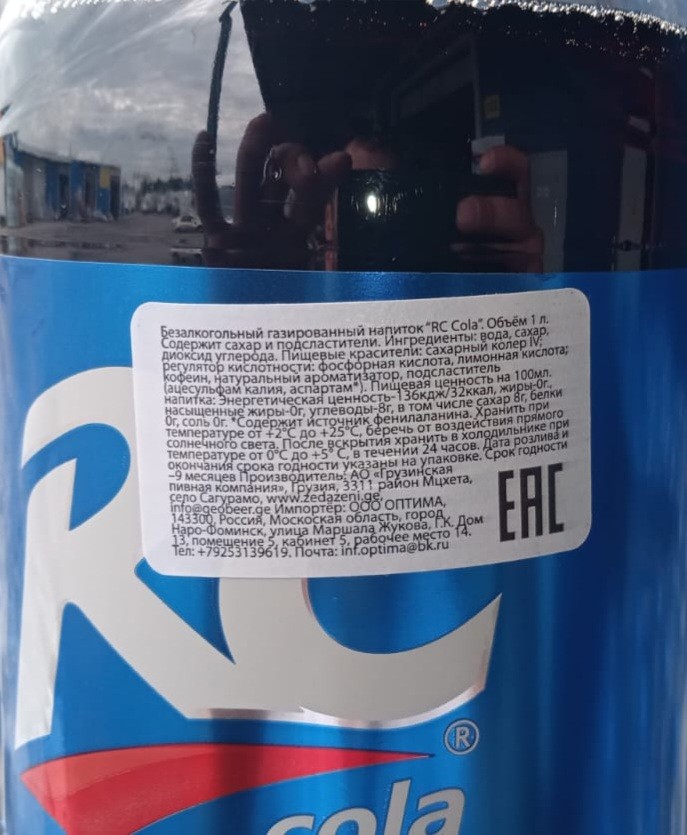 Безалкогольный газированный напиток "RC Cola". Объём 1 л.
Содержит сахар и подсластители. Ингредиенты: вода, сахар,
диоксид углерода. Пищевые красители: сахарный колер IV;
регулятор кислотности: фосфорная кислота, лимонная кислота;
кофеин, натуральный ароматизатор, подсластитель
(ацесульфам калия, аспартам*). Пищевая ценность на 100мл.
напитка: Энергетическая ценность-136кдж/32ккал, жиры-0г.,
насыщенные жиры-0г, углеводы-8г, в том числе сахар 8г, белки
0г, соль 0г. *Содержит источник фенилаланина. Хранить при
температуре от +2°С до +25°С, беречь от воздействия прямого
солнечного света. После вскрытия хранить в холодильнике при
температуре от 0°С до +5°С, в течении 24 часов. Дата розлива и
окончания срока годности указаны на упаковке. Срок годности
–9 месяцев Производитель: АО «Грузинская
пивная компания», Грузия, 3311 район Мцхета,
село Сагурамо, www.zedazeni.ge,
info@geobeer.ge Импортёр: ООО ОПТИМА,
143300, Россия, Москоская область, город
Наро-Фоминск, улица Маршала Жукова, Г.К. Дом
13, помещение 5, кабинет 5, рабочее место 14.
Тел: +79253139619. Почта: inf.optima@bk.ru
EAC
RC
®
cola